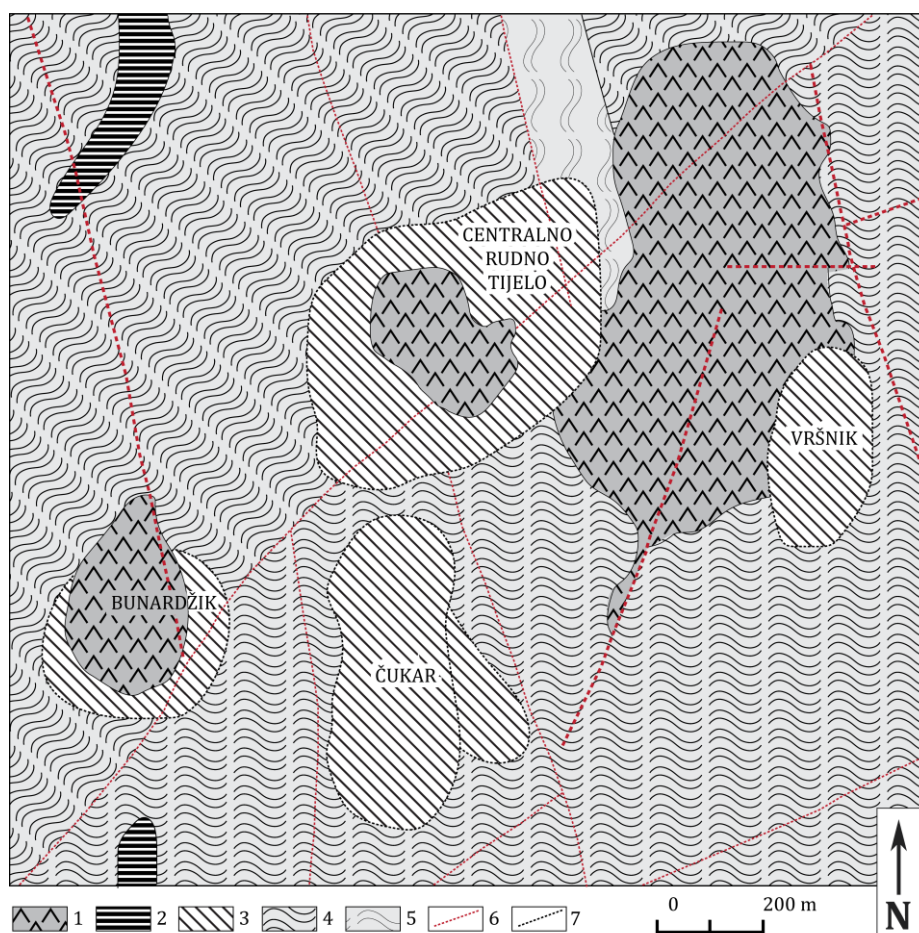 CENTRALNO
RUDNO
TIJELO
VRŠNIK
BUNARDŽIK
ČUKAR
1 2 3 4 5 6 7 0 200 m
N